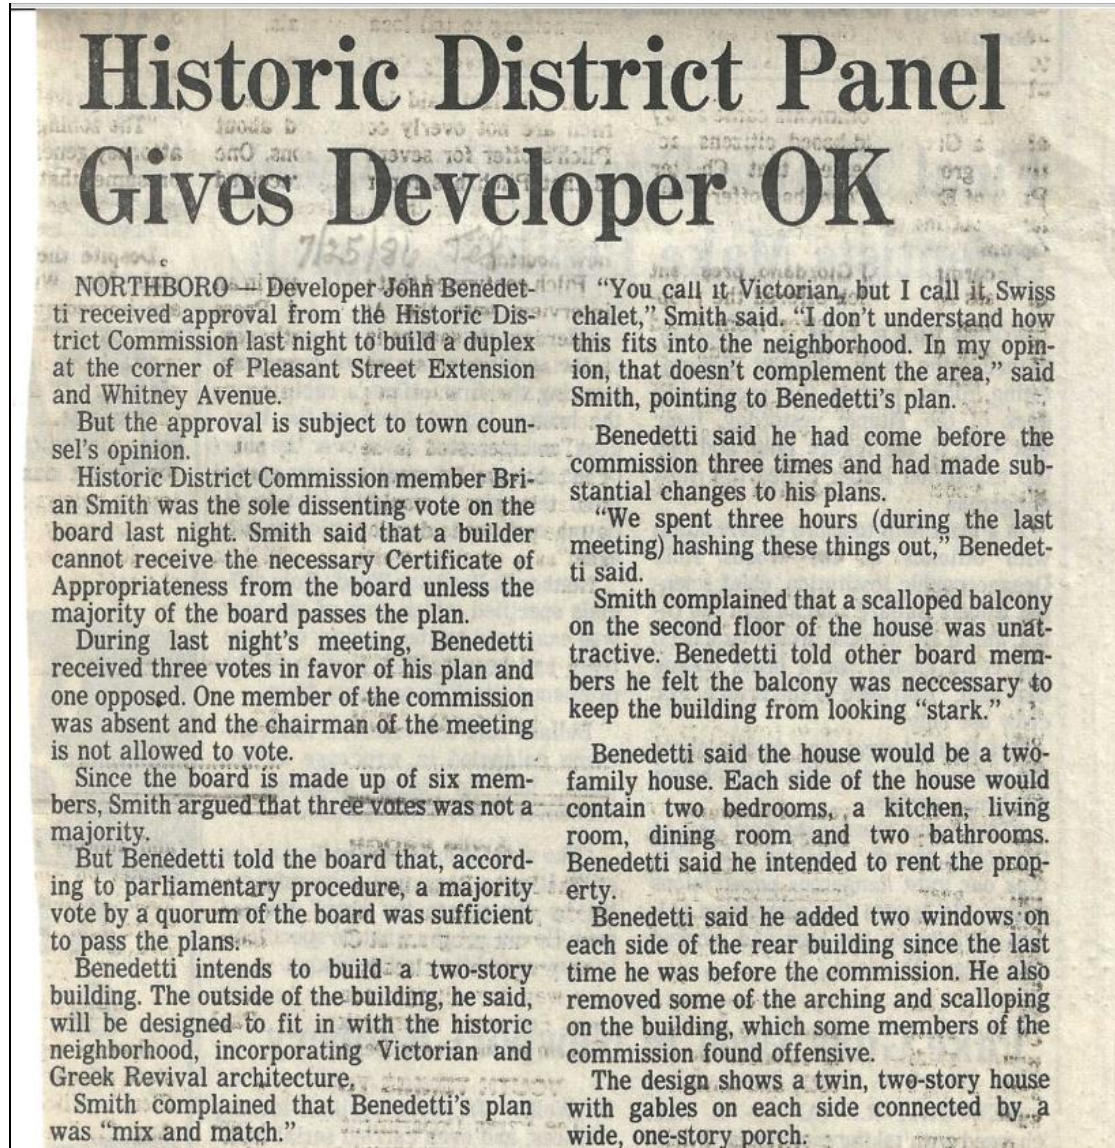 Historic District Panel
Gives Developer OK
7/25/86
NORTHBORO — Developer John Benedet-
ti received approval from the Historic Dis-
trict Commission last night to build a duplex
at the corner of Pleasant Street Extension
and Whitney Avenue.
But the approval is subject to town coun-
sel's opinion.
Historic District Commission member Bri-
an Smith was the sole dissenting vote on the
board last night. Smith said that a builder
cannot receive the necessary Certificate of
Appropriateness from the board unless the
majority of the board passes the plan.
During last night's meeting, Benedetti
received three votes in favor of his plan and
one opposed. One member of the commission
was absent and the chairman of the meeting
is not allowed to vote.
Since the board is made up of six mem-
bers, Smith argued that three votes was not a
majority.
But Benedetti told the board that, accord-
ing to parliamentary procedure, a majority
vote by a quorum of the board was sufficient
to pass the plans.
Benedetti intends to build a two-story
building. The outside of the building, he said,
will be designed to fit in with the historic
neighborhood, incorporating Victorian and
Greek Revival architecture.
Smith complained that Benedetti's plan
was "mix and match."
"You call it Victorian, but I call it Swiss
chalet," Smith said. "I don't understand how
this fits into the neighborhood. In my opin-
ion, that doesn't complement the area," said
Smith, pointing to Benedetti's plan.
Benedetti said he had come before the
commission three times and had made sub-
stantial changes to his plans.
"We spent three hours (during the last
meeting) hashing these things out," Benedet-
ti said.
Smith complained that a scalloped balcony
on the second floor of the house was unat-
tractive. Benedetti told other board mem-
bers he felt the balcony was neccessary to
keep the building from looking "stark."
Benedetti said the house would be a two-
family house. Each side of the house would
contain two bedrooms, a kitchen, living
room, dining room and two bathrooms.
Benedetti said he intended to rent the prop-
erty.
Benedetti said he added two windows on
each side of the rear building since the last
time he was before the commission. He also
removed some of the arching and scalloping
on the building, which some members of the
commission found offensive.
The design shows a twin, two-story house
with gables on each side connected by a
wide, one-story porch.